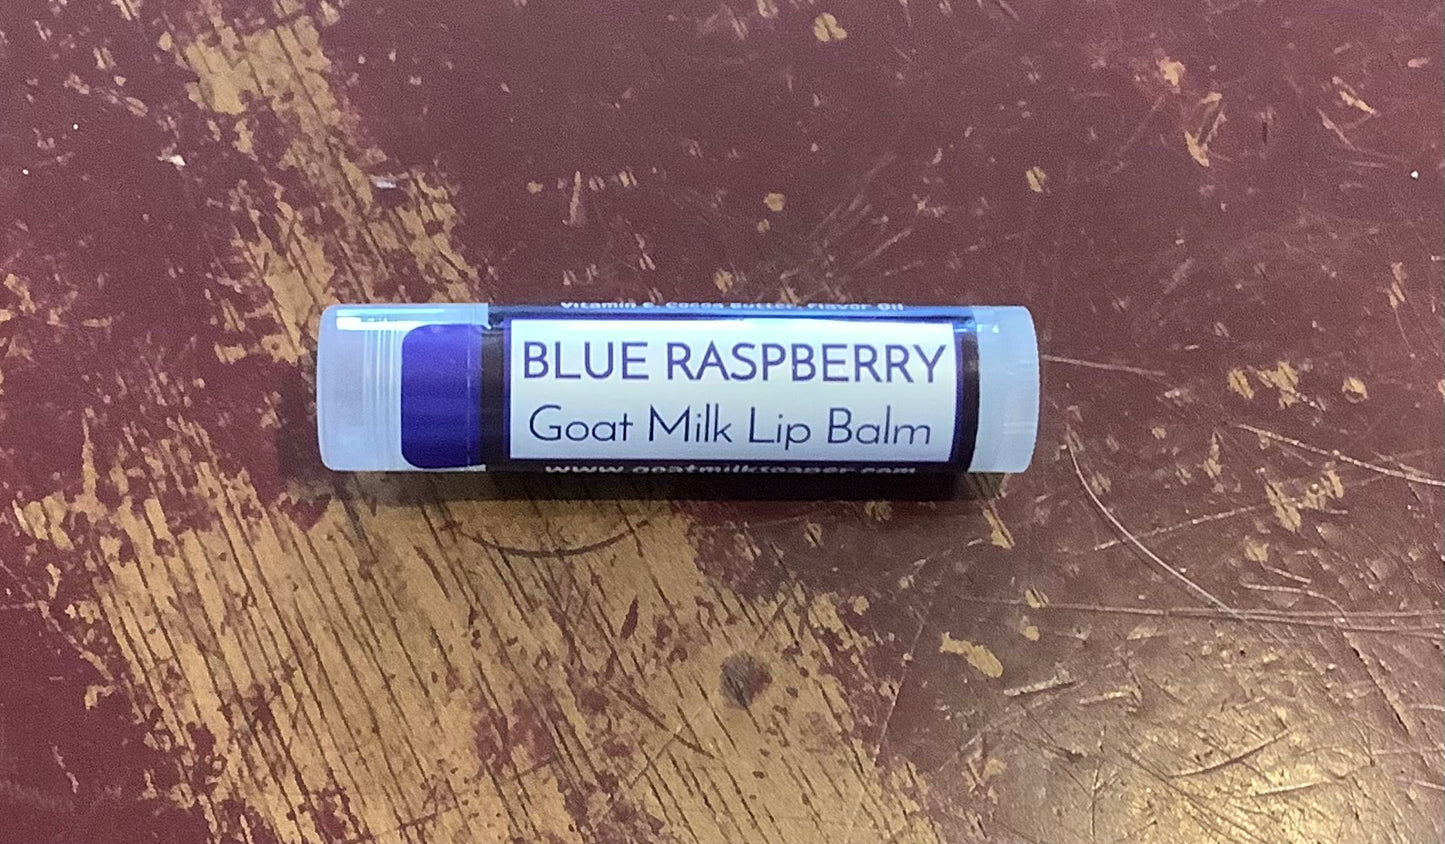 Vitamin E, Cocoa Butter, Flavor Oil
BLUE RASPBERRY
Goat Milk Lip Balm
www.goatmilksoaper.com